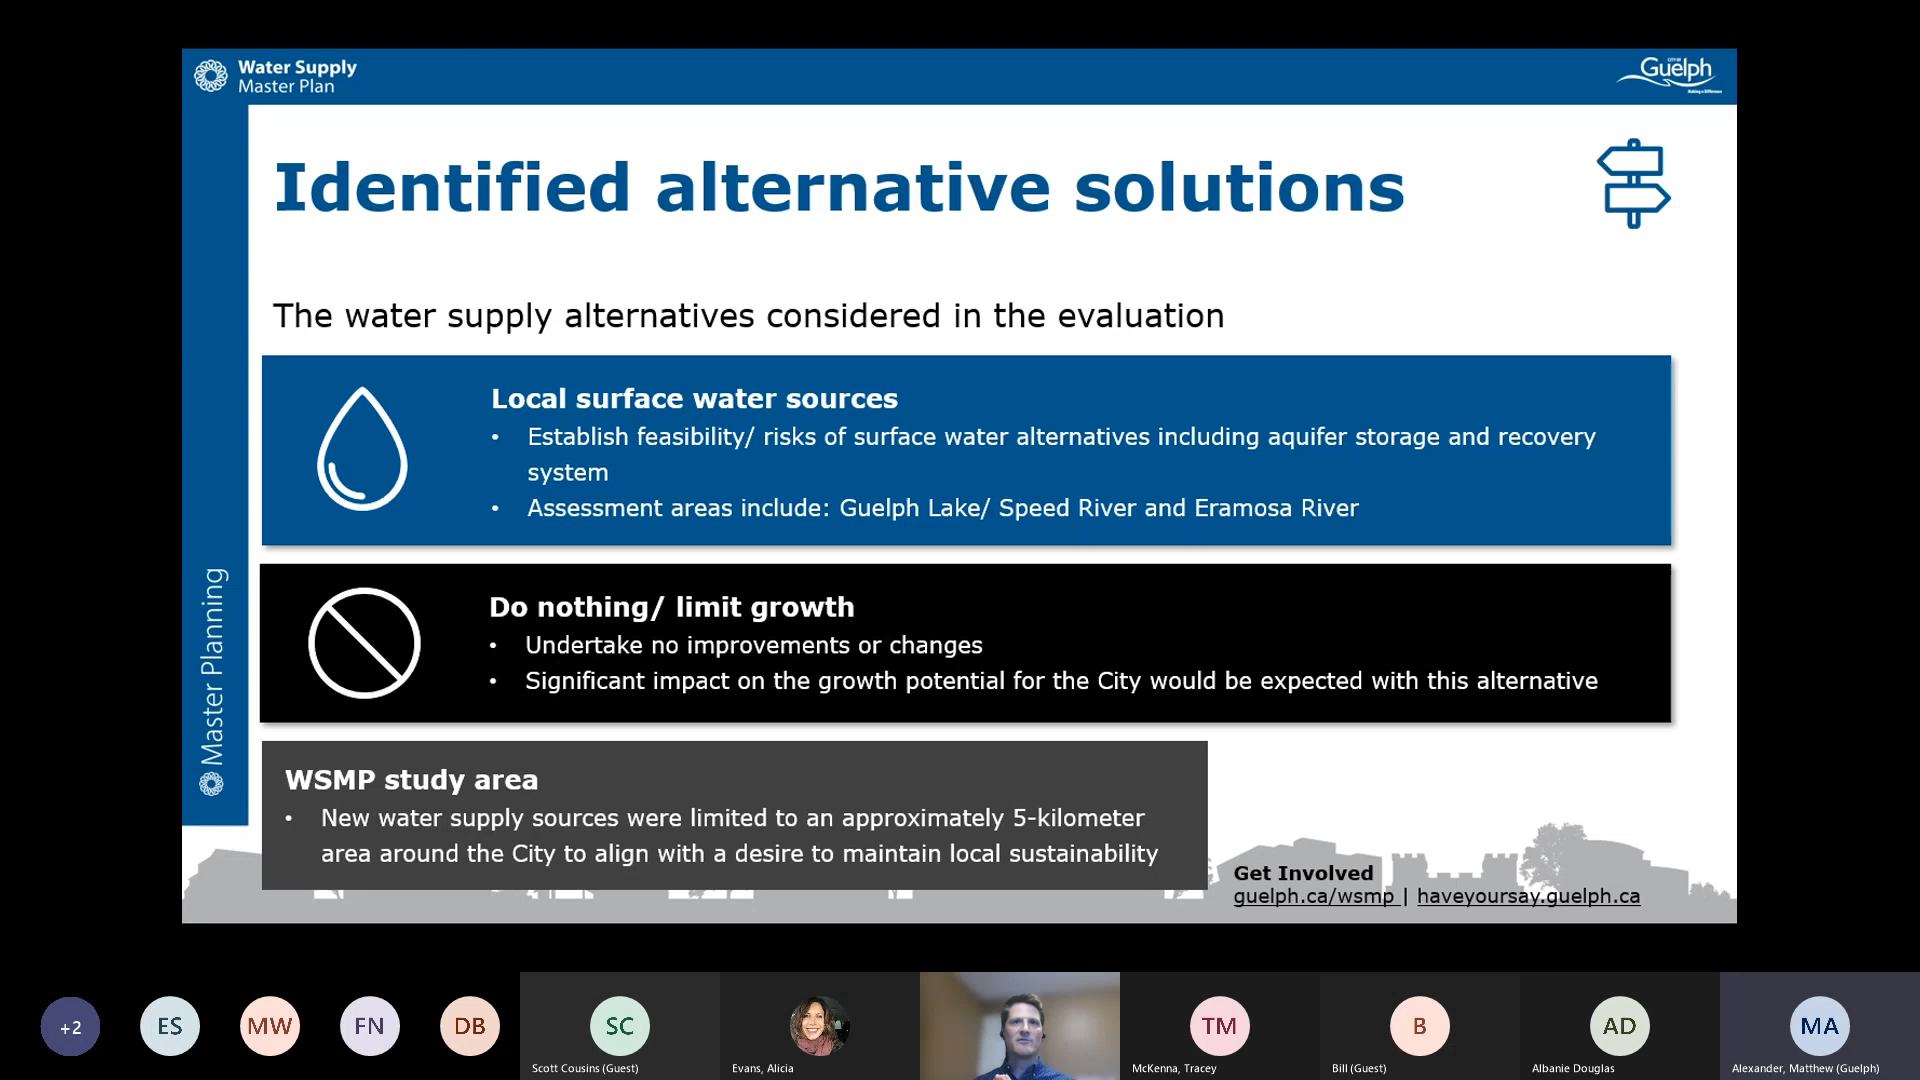 Water Supply
Master Plan
CITY OF
Guelph
Making a Difference
Identified alternative solutions
The water supply alternatives considered in the evaluation
Local surface water sources
• Establish feasibility/ risks of surface water alternatives including aquifer storage and recovery
system
• Assessment areas include: Guelph Lake/ Speed River and Eramosa River
Do nothing/ limit growth
• Undertake no improvements or changes
• Significant impact on the growth potential for the City would be expected with this alternative
Master Planning
WSMP study area
• New water supply sources were limited to an approximately 5-kilometer
area around the City to align with a desire to maintain local sustainability
Get Involved
guelph.ca/wsmp | haveyoursay.guelph.ca
+2
ES
MW
FN
DB
SC
Scott Cousins (Guest)
Evans, Alicia
TM
McKenna, Tracey
B
Bill (Guest)
AD
Albanie Douglas
MA
Alexander, Matthew (Guelph)